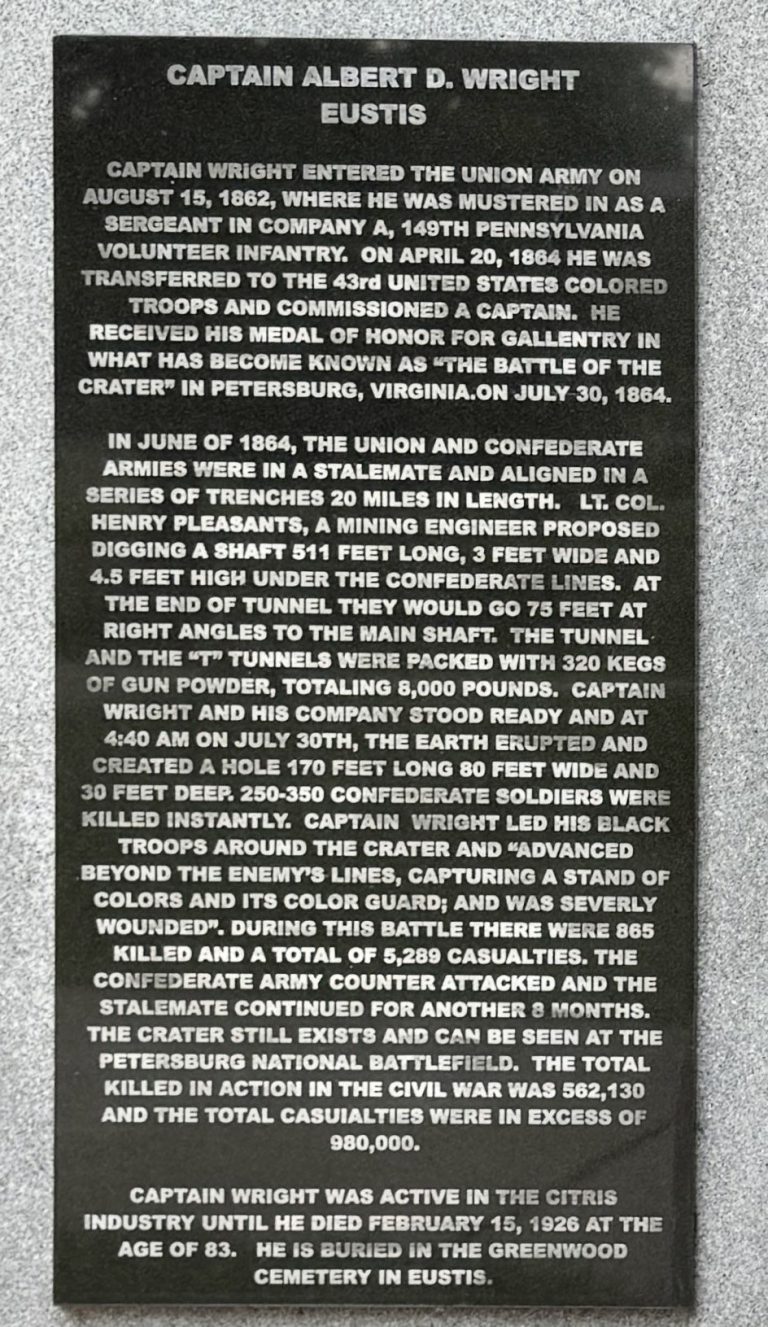 CAPTAIN ALBERT D. WRIGHT
EUSTIS
CAPTAIN WRIGHT ENTERED THE UNION ARMY ON
AUGUST 15, 1862, WHERE HE WAS MUSTERED IN AS A
SERGEANT IN COMPANY A, 149TH PENNSYLVANIA
VOLUNTEER INFANTRY. ON APRIL 20, 1864 HE WAS
TRANSFERRED TO THE 43rd UNITED STATES COLORED
TROOPS AND COMMISSIONED A CAPTAIN. HE
RECEIVED HIS MEDAL OF HONOR FOR GALLENTRY IN
WHAT HAS BECOME KNOWN AS “THE BATTLE OF THE
CRATER” IN PETERSBURG, VIRGINIA.ON JULY 30, 1864.
IN JUNE OF 1864, THE UNION AND CONFEDERATE
ARMIES WERE IN A STALEMATE AND ALIGNED IN A
SERIES OF TRENCHES 20 MILES IN LENGTH. LT. COL.
HENRY PLEASANTS, A MINING ENGINEER PROPOSED
DIGGING A SHAFT 511 FEET LONG, 3 FEET WIDE AND
4.5 FEET HIGH UNDER THE CONFEDERATE LINES. AT
THE END OF TUNNEL THEY WOULD GO 75 FEET AT
RIGHT ANGLES TO THE MAIN SHAFT. THE TUNNEL
AND THE “T” TUNNELS WERE PACKED WITH 320 KEGS
OF GUN POWDER, TOTALING 8,000 POUNDS. CAPTAIN
WRIGHT AND HIS COMPANY STOOD READY AND AT
4:40 AM ON JULY 30TH, THE EARTH ERUPTED AND
CREATED A HOLE 170 FEET LONG 80 FEET WIDE AND
30 FEET DEEP. 250-350 CONFEDERATE SOLDIERS WERE
KILLED INSTANTLY. CAPTAIN WRIGHT LED HIS BLACK
TROOPS AROUND THE CRATER AND “ADVANCED
BEYOND THE ENEMY’S LINES, CAPTURING A STAND OF
COLORS AND ITS COLOR GUARD; AND WAS SEVERLY
WOUNDED”. DURING THIS BATTLE THERE WERE 865
KILLED AND A TOTAL OF 5,289 CASUALTIES. THE
CONFEDERATE ARMY COUNTER ATTACKED AND THE
STALEMATE CONTINUED FOR ANOTHER 8 MONTHS.
THE CRATER STILL EXISTS AND CAN BE SEEN AT THE
PETERSBURG NATIONAL BATTLEFIELD. THE TOTAL
KILLED IN ACTION IN THE CIVIL WAR WAS 562,130
AND THE TOTAL CASUIALTIES WERE IN EXCESS OF
980,000.
CAPTAIN WRIGHT WAS ACTIVE IN THE CITRIS
INDUSTRY UNTIL HE DIED FEBRUARY 15, 1926 AT THE
AGE OF 83. HE IS BURIED IN THE GREENWOOD
CEMETERY IN EUSTIS.